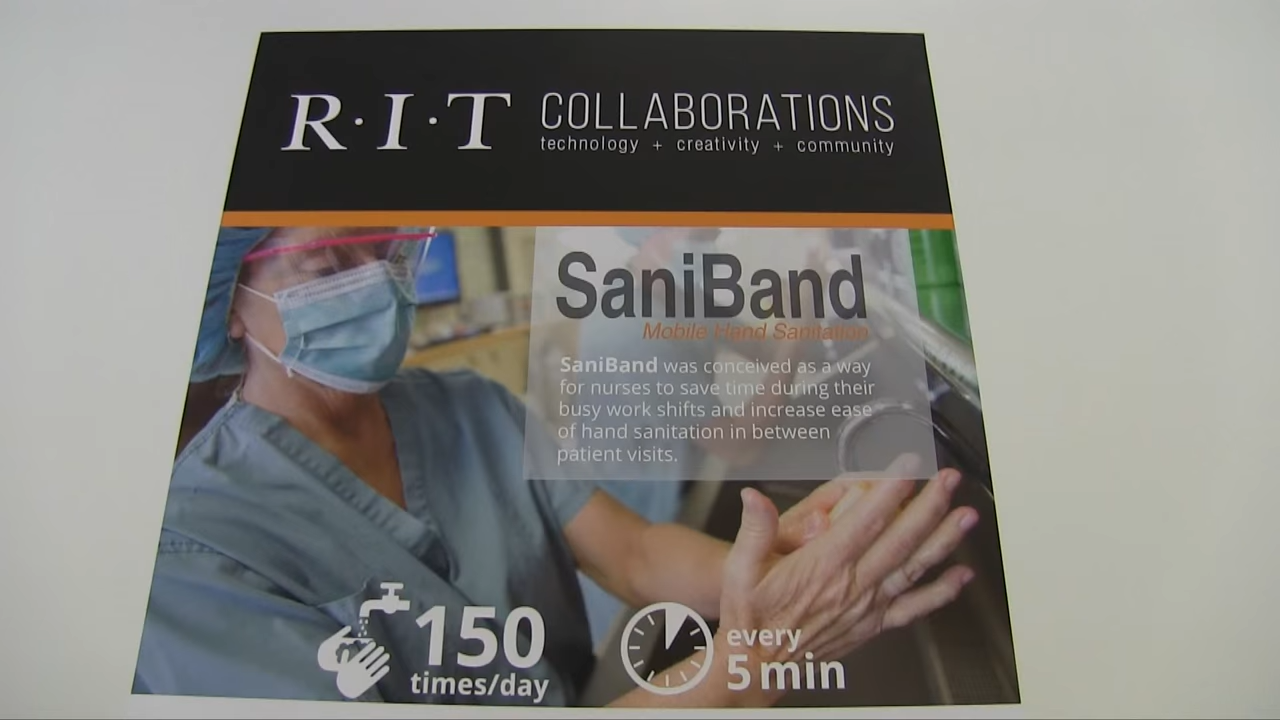 R·I·T COLLABORATIONS
technology + creativity + community
SaniBand
Mobile Hand Sanitation
SaniBand was conceived as a way
for nurses to save time during their
busy work shifts and increase ease
of hand sanitation in between
patient visits.
150
times/day
every
5 min